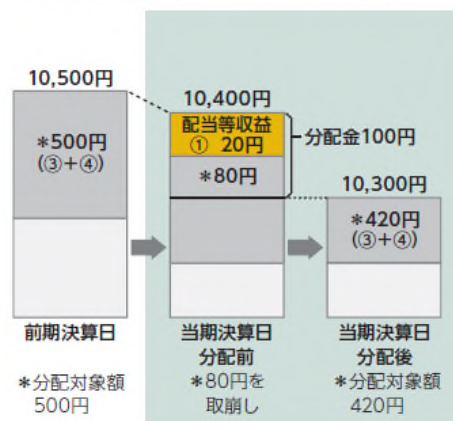 10,500円
＊500円
(③＋④)
前期決算日
＊分配対象額
500円
10,400円
配当等収益
① 20円
＊80円
分配金100円
当期決算日
分配前
＊80円を
取崩し
10,300円
＊420円
(③＋④)
当期決算日
分配後
＊分配対象額
420円